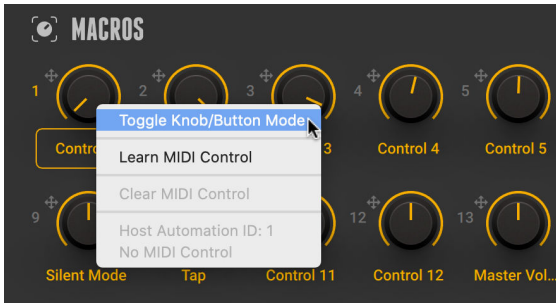 MACROS
1 2 3 4 5
Contro 3 Control 4 Control 5
Toggle Knob/Button Mode
Learn MIDI Control
Clear MIDI Control
Host Automation ID: 1
No MIDI Control
9 12 13
Silent Mode Tap Control 11 Control 12 Master Vol...